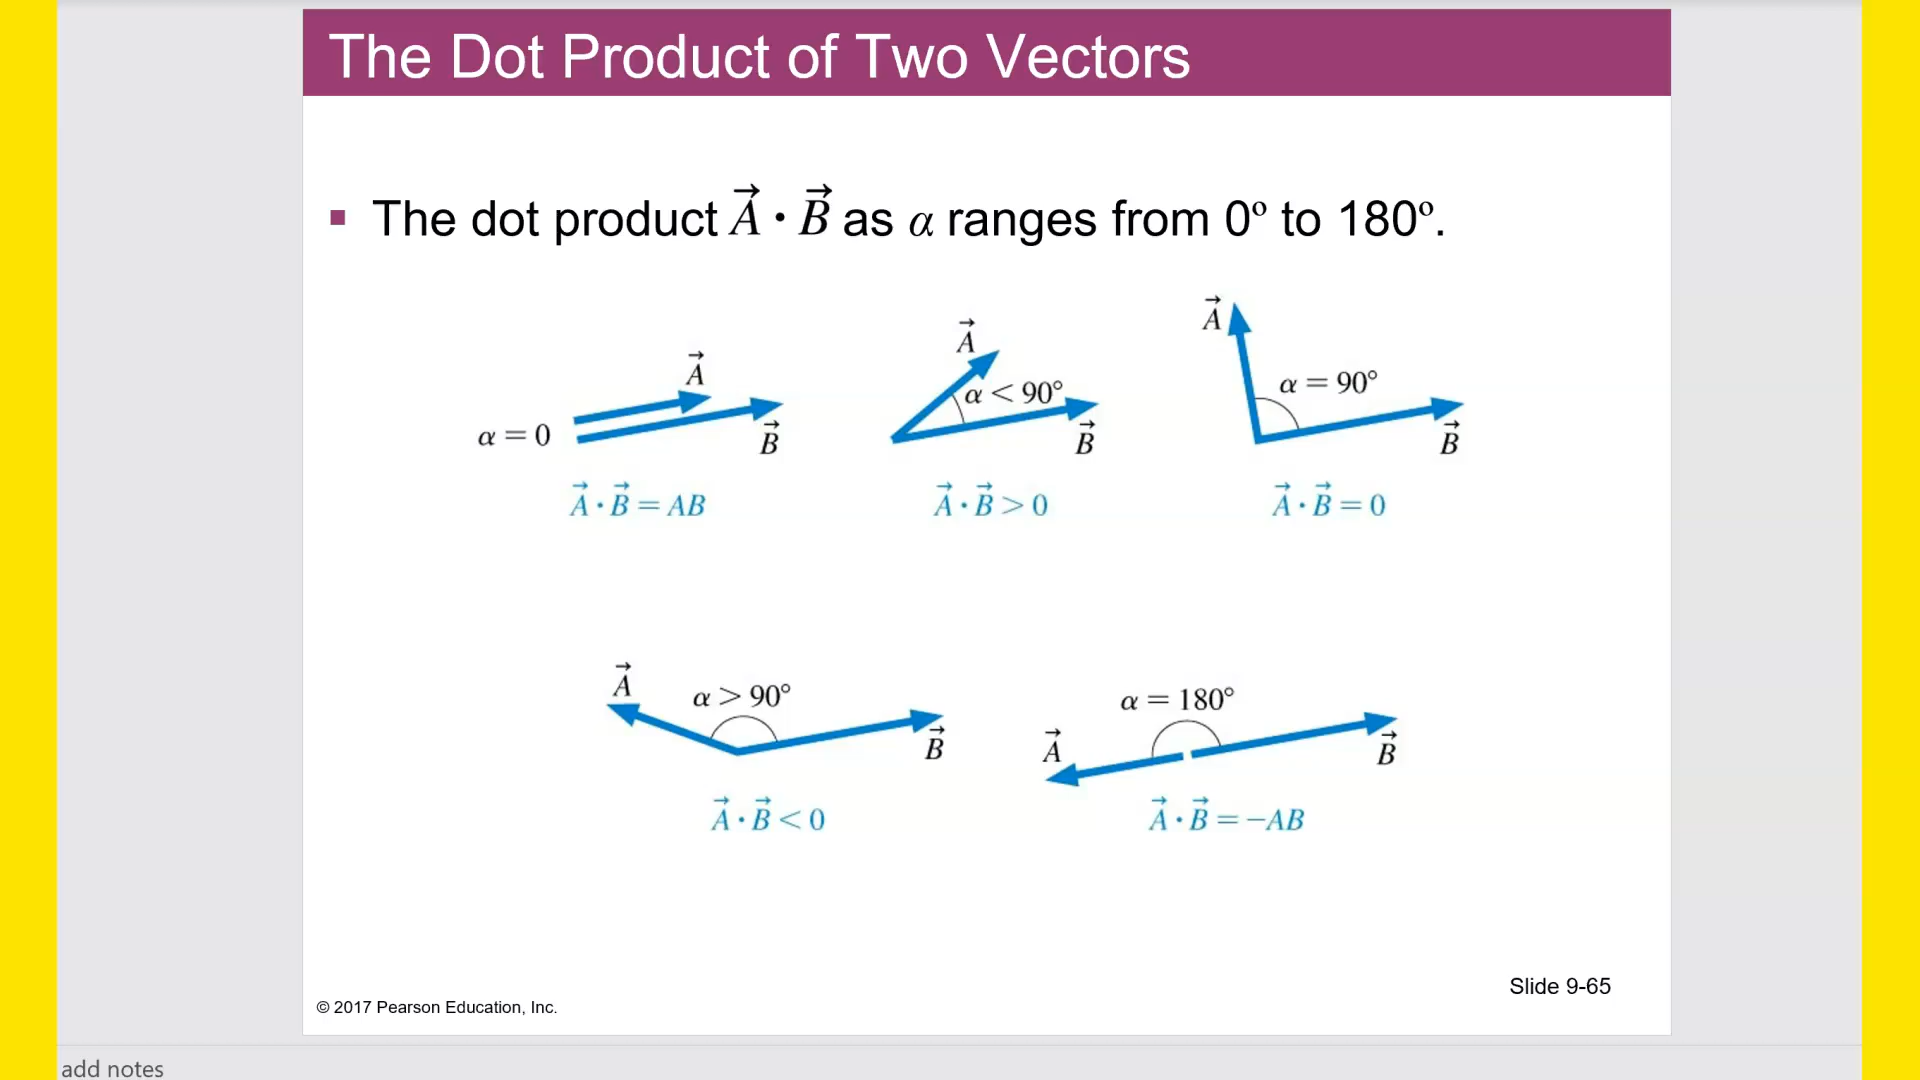 The Dot Product of Two Vectors
▪ The dot product A⃗ · B⃗ as α ranges from 0º to 180º.
A⃗
α = 0
B⃗
A⃗ · B⃗ = AB
A⃗
α < 90°
B⃗
A⃗ · B⃗ > 0
A⃗
α = 90°
B⃗
A⃗ · B⃗ = 0
A⃗
α > 90°
B⃗
A⃗ · B⃗ < 0
α = 180°
A⃗
B⃗
A⃗ · B⃗ = −AB
Slide 9-65
© 2017 Pearson Education, Inc.
add notes